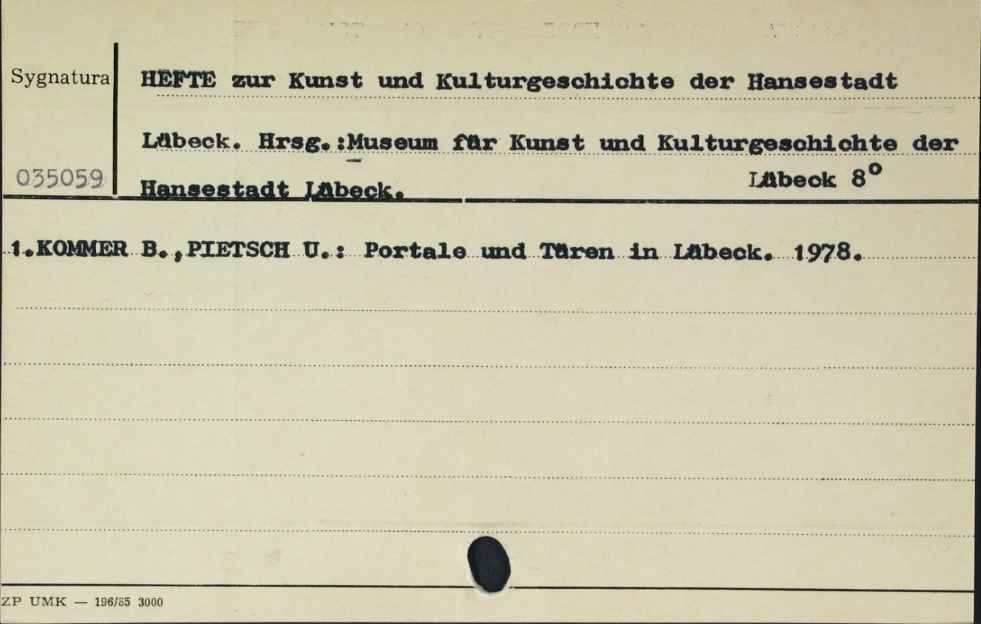 Sygnatura
HEFTE zur Kunst und Kulturgeschichte der Hansestadt
Lübeck. Hrsg.:Museum für Kunst und Kulturgeschichte der
035059
Hansestadt Lübeck. Lübeck 8⁰
1.KOMMER B.,PIETSCH U.: Portale und Türen in Lübeck. 1978.
ZP UMK — 196/85 3000